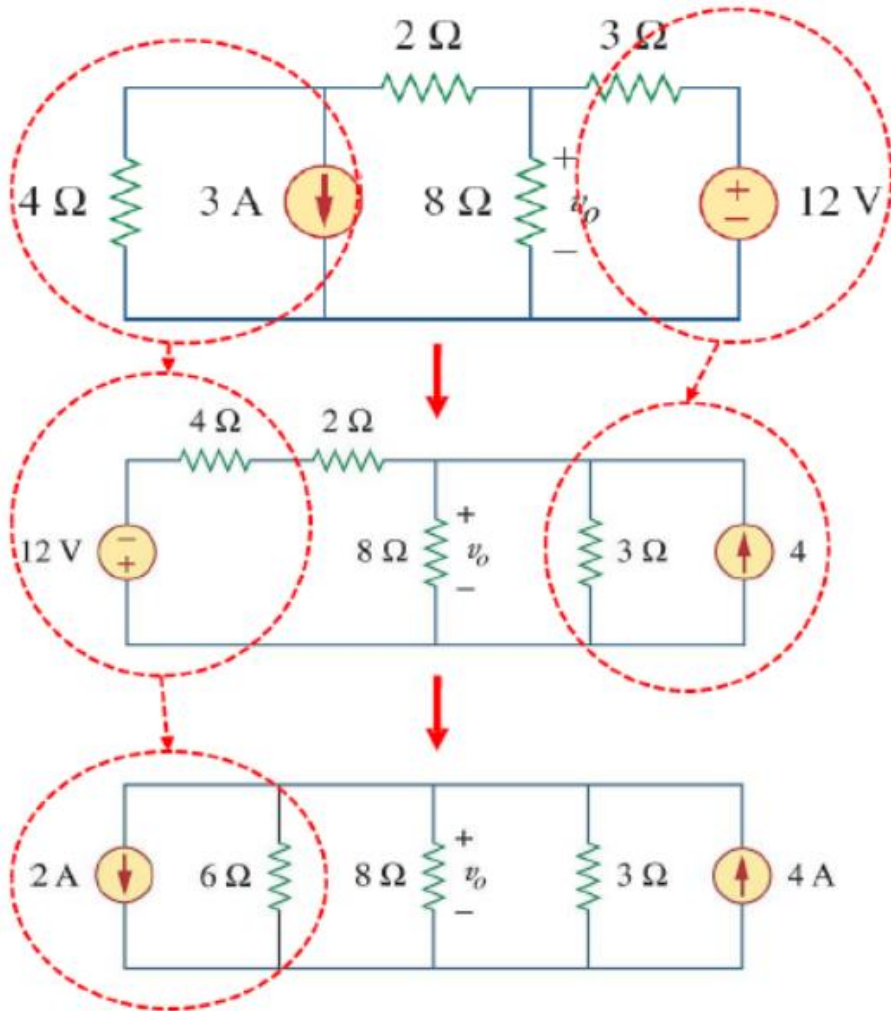 2 Ω 3 Ω
4 Ω 3 A 8 Ω + v_o − + − 12 V
4 Ω 2 Ω
12 V − + 8 Ω + v_o − 3 Ω 4
2 A 6 Ω 8 Ω + v_o − 3 Ω 4 A